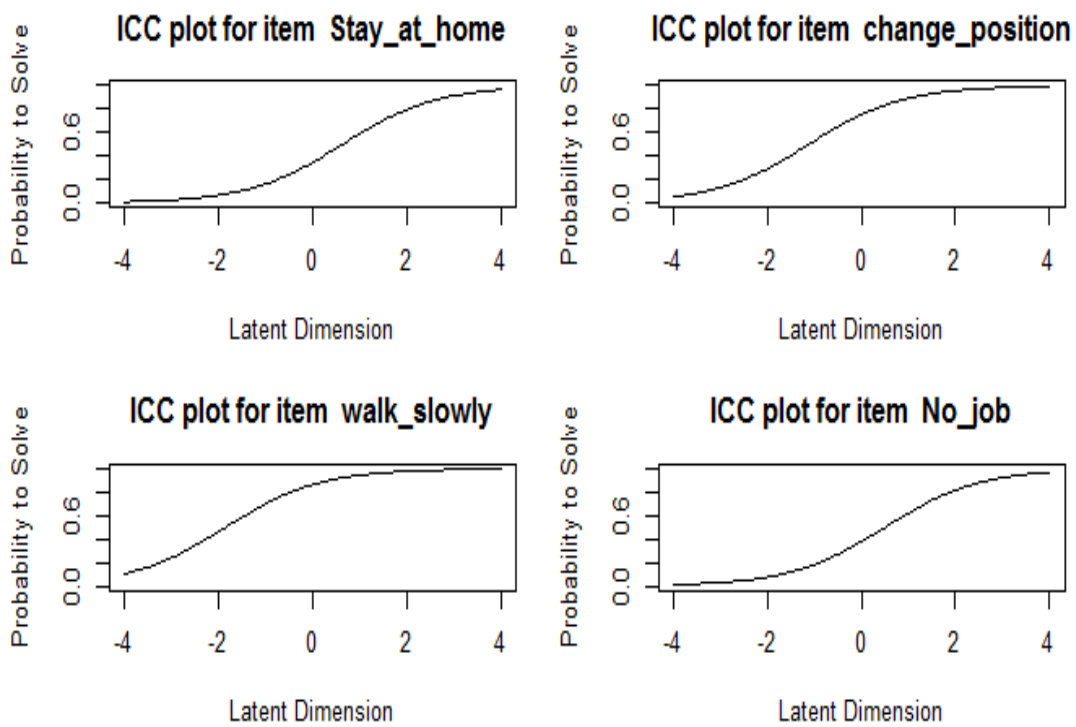 ICC plot for item Stay_at_home
Probability to Solve
0.6
0.0
-4 -2 0 2 4
Latent Dimension
ICC plot for item change_position
Probability to Solve
0.6
0.0
-4 -2 0 2 4
Latent Dimension
ICC plot for item walk_slowly
Probability to Solve
0.6
0.0
-4 -2 0 2 4
Latent Dimension
ICC plot for item No_job
Probability to Solve
0.6
0.0
-4 -2 0 2 4
Latent Dimension